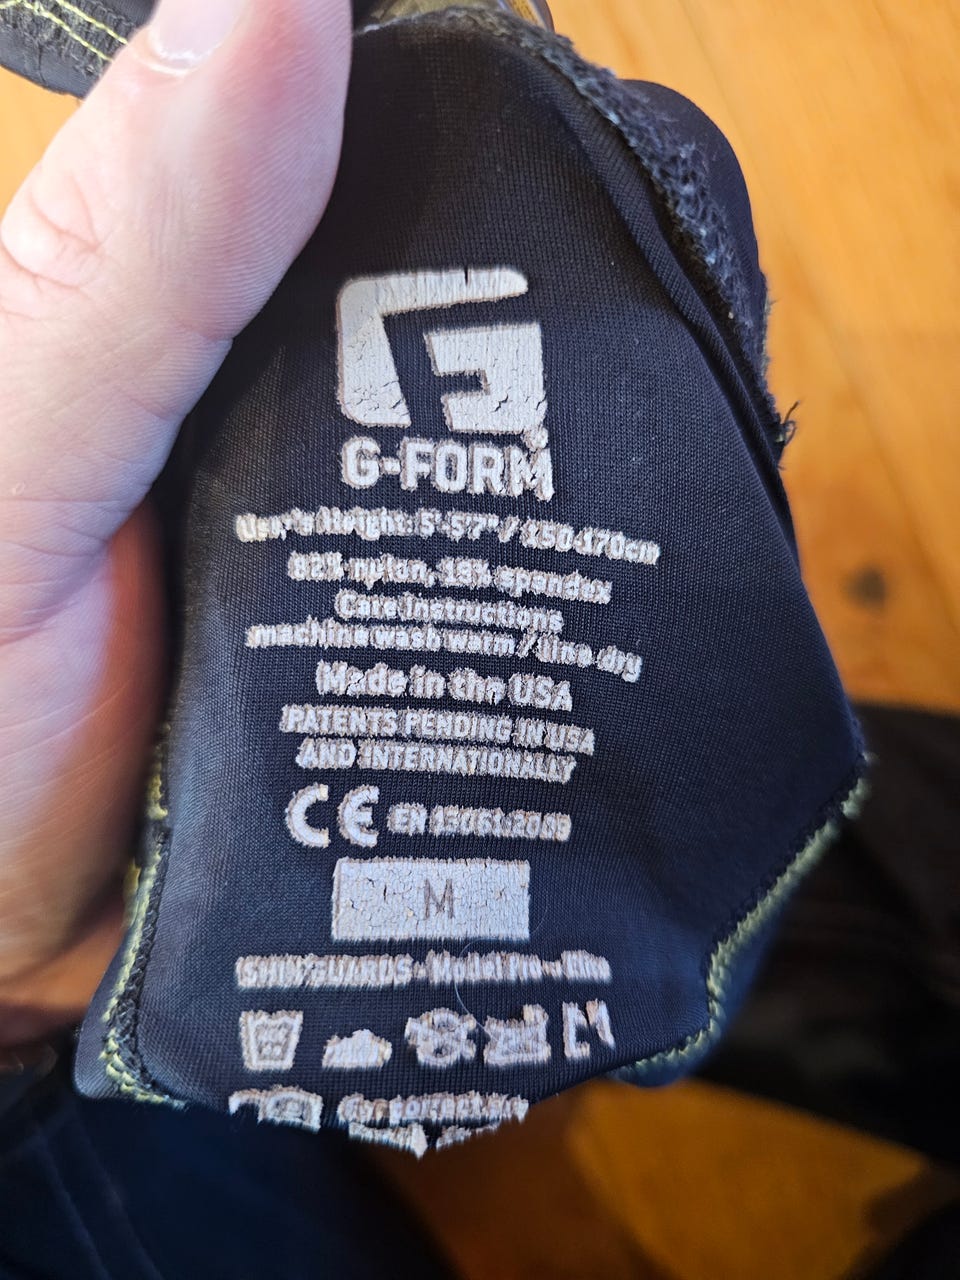 G-FORM®
User's Height: 5'-5'7" / 150-170cm
82% nylon, 18% spandex
Care Instructions
machine wash warm / line dry
Made in the USA
PATENTS PENDING IN USA
AND INTERNATIONALLY
CE EN 13061:2009
M
SHIN GUARDS - Model Pro -